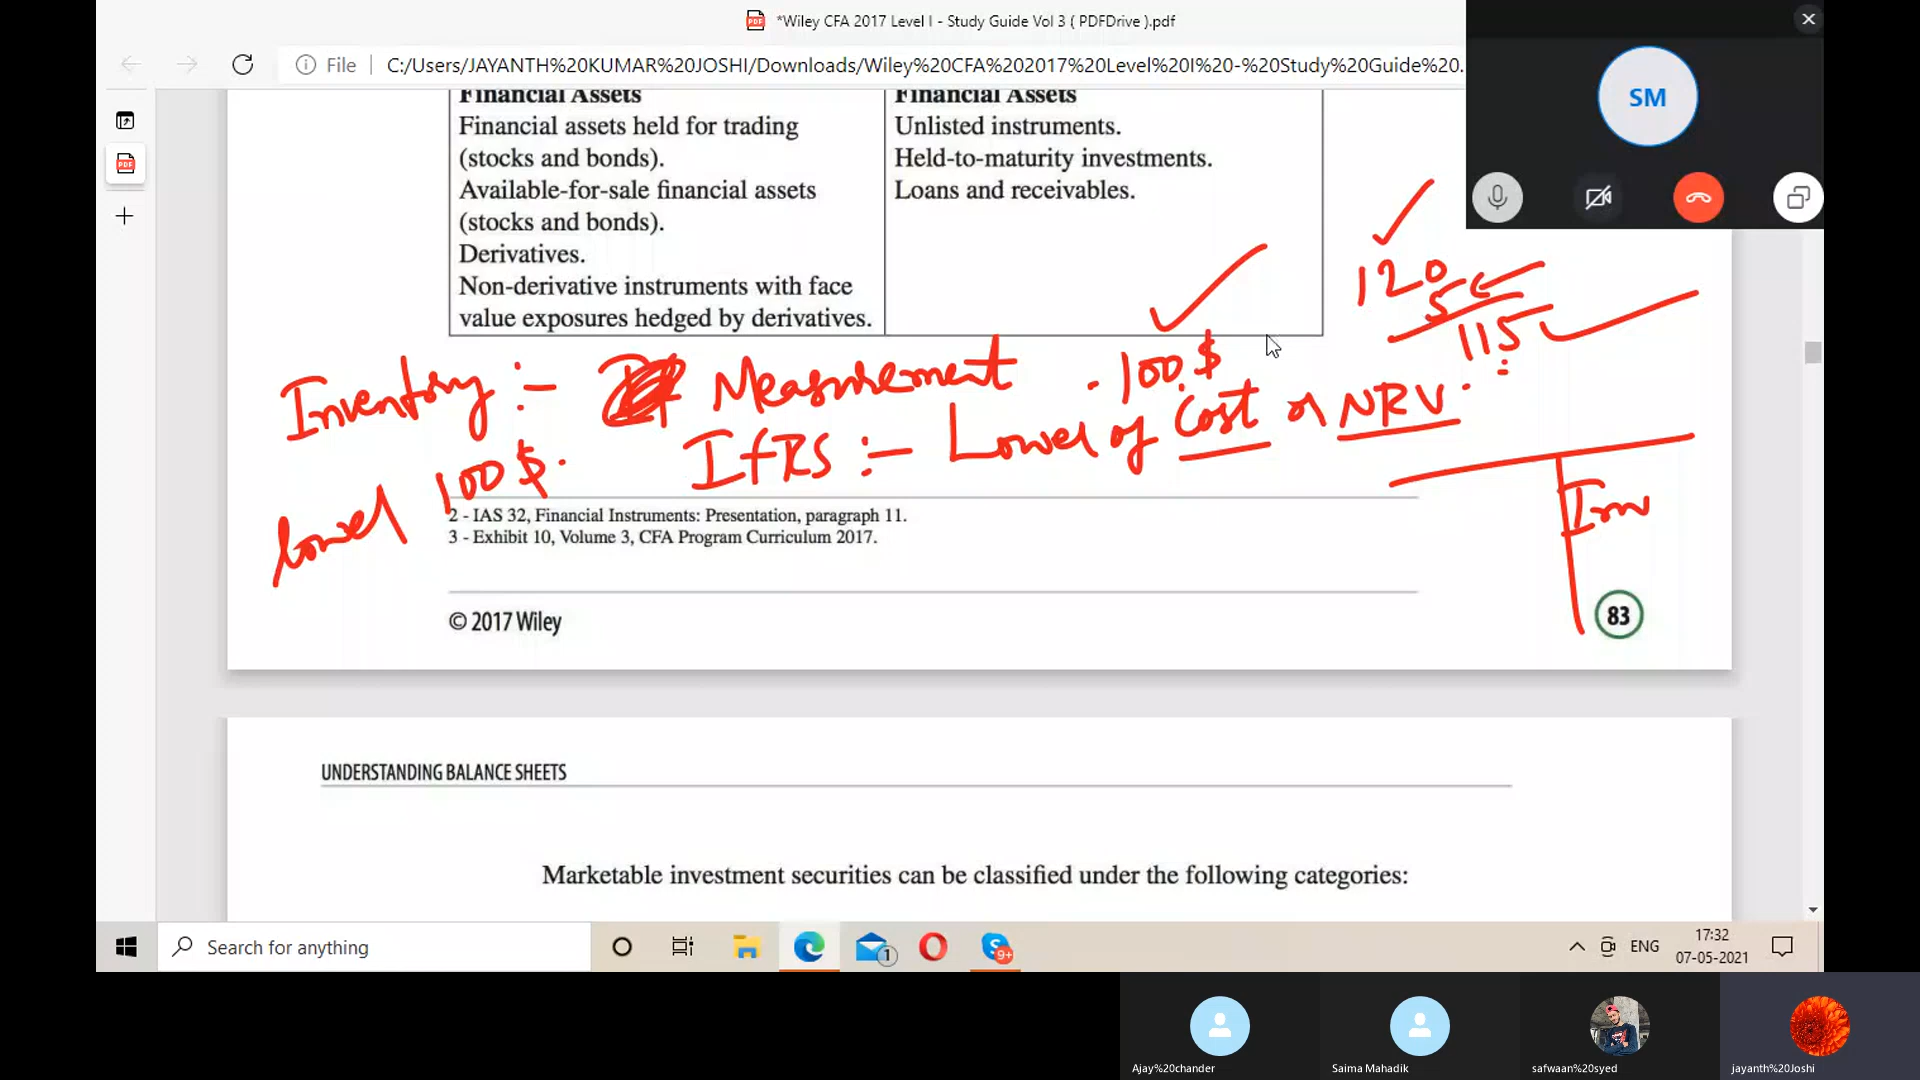 *Wiley CFA 2017 Level I - Study Guide Vol 3 ( PDFDrive ).pdf
File
C:/Users/JAYANTH%20KUMAR%20JOSHI/Downloads/Wiley%20CFA%202017%20Level%20I%20-%20Study%20Guide%20.
SM
Financial Assets
Financial assets held for trading
(stocks and bonds).
Available-for-sale financial assets
(stocks and bonds).
Derivatives.
Non-derivative instruments with face
value exposures hedged by derivatives.
Financial Assets
Unlisted instruments.
Held-to-maturity investments.
Loans and receivables.
120
5
115
Inventory :- Measurement 100 $
IfRS :- Lower of Cost or NRV
Lower 100 $.
Inv
2 - IAS 32, Financial Instruments: Presentation, paragraph 11.
3 - Exhibit 10, Volume 3, CFA Program Curriculum 2017.
© 2017 Wiley
83
UNDERSTANDING BALANCE SHEETS
Marketable investment securities can be classified under the following categories:
Search for anything
1
9+
ENG
17:32
07-05-2021
Ajay%20chander
Saima Mahadik
safwaan%20syed
jayanth%20Joshi